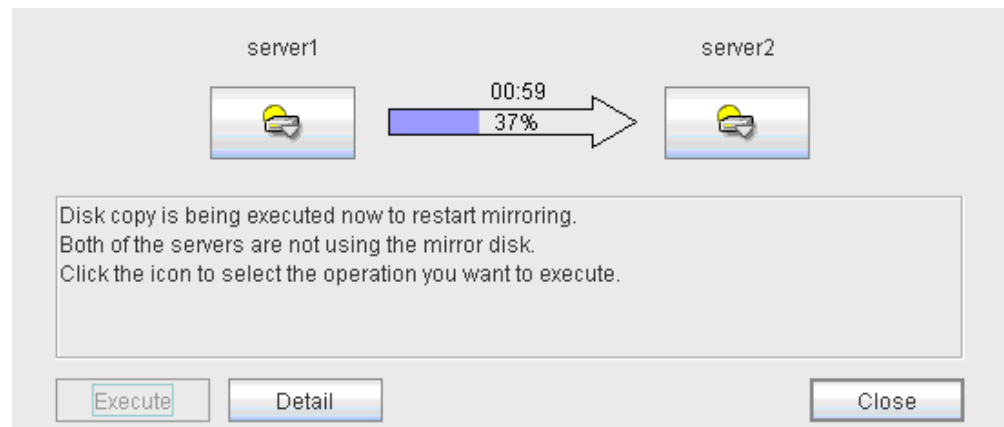 server1
server2
00:59
37%
Disk copy is being executed now to restart mirroring.
Both of the servers are not using the mirror disk.
Click the icon to select the operation you want to execute.
Execute
Detail
Close